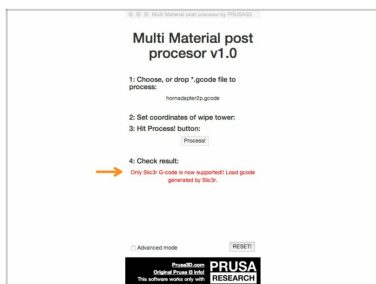 Multi Material post procesor by PRUSA3D
Multi Material post
procesor v1.0
1: Choose, or drop *.gcode file to
process:
hornadapter2p.gcode
2: Set coordinates of wipe tower:
3: Hit Process! button:
Process!
4: Check result:
Only Slic3r G-code is now supported!! Load gcode
generated by Slic3r.
Advanced mode
RESET!
Prusa3D.com
Original Prusa i3 info!
This software works only with
PRUSA
RESEARCH